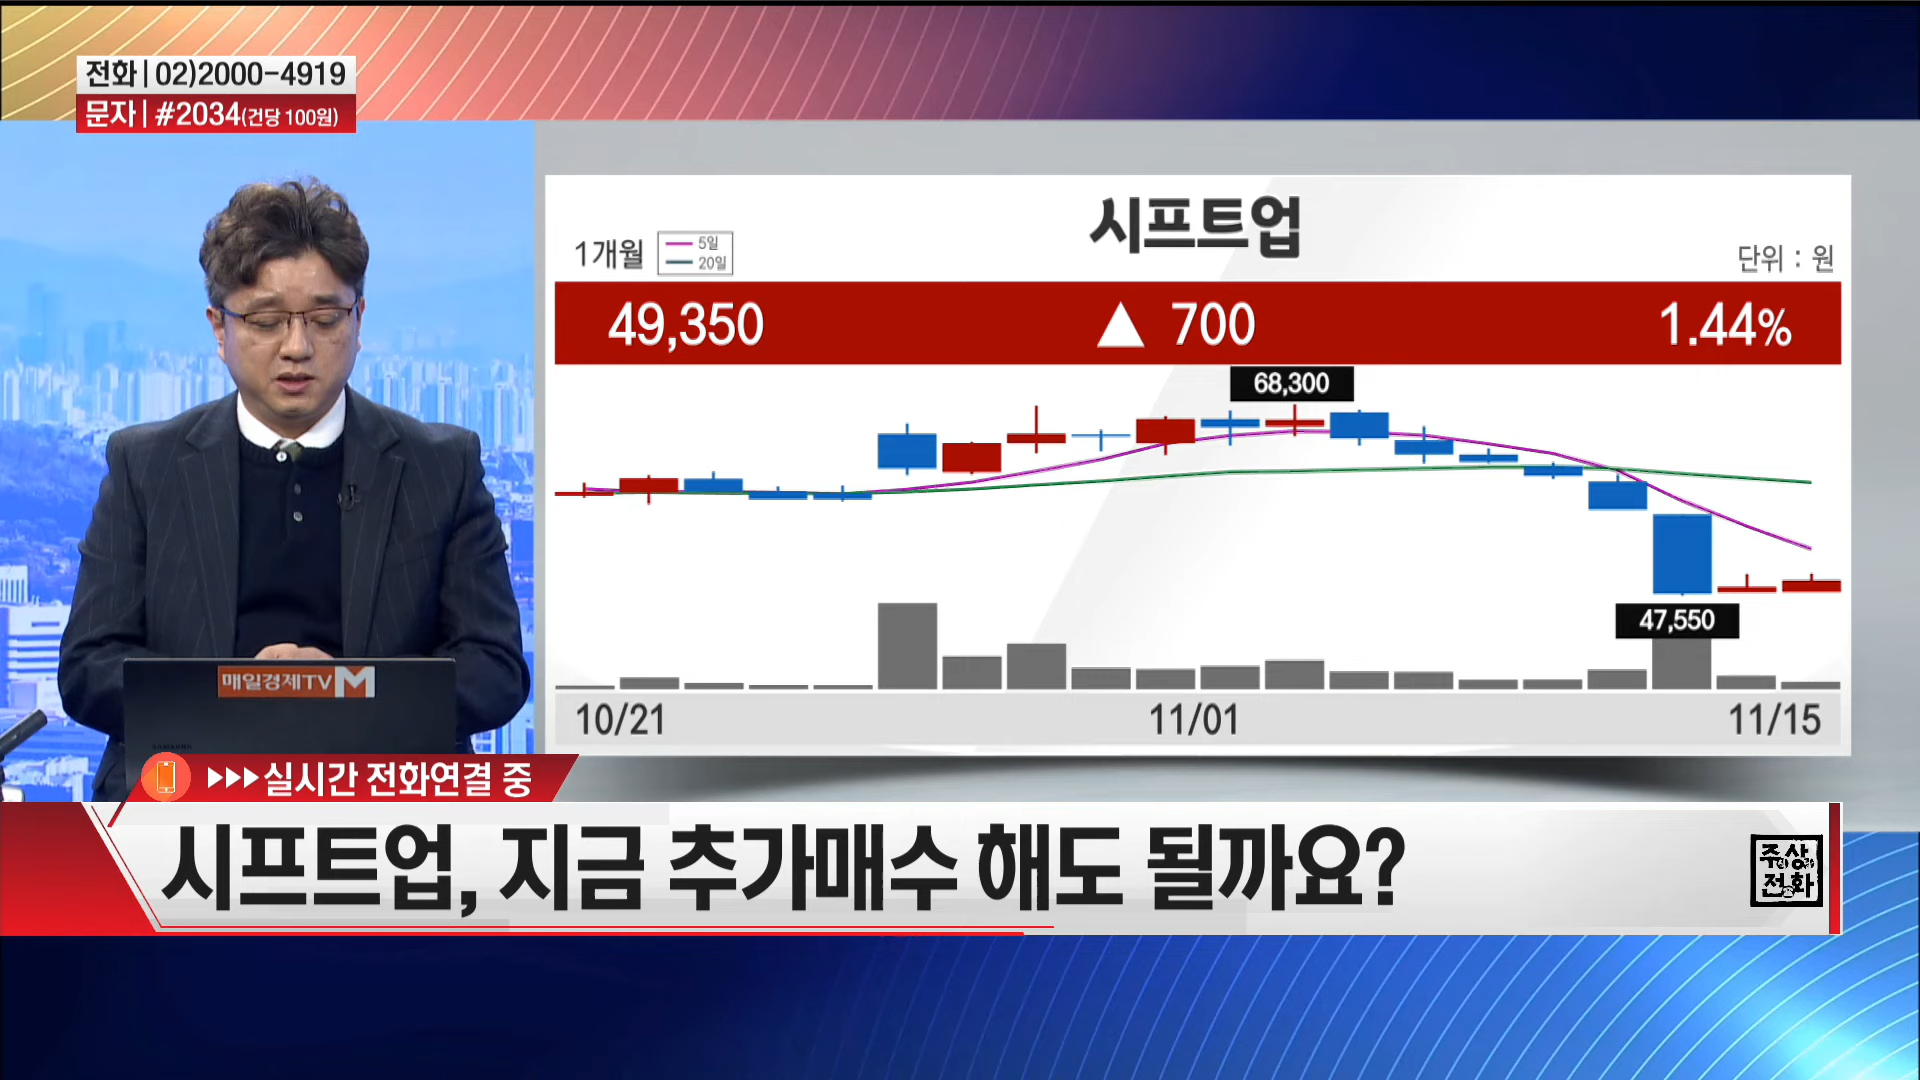 전화 | 02)2000-4919
문자 | #2034(건당 100원)
시프트업
1개월
5일
20일
단위 : 원
49,350 ▲ 700 1.44%
68,300
47,550
10/21 11/01 11/15
매일경제TV M
SAMSUNG
▶▶▶실시간 전화연결 중
시프트업, 지금 추가매수 해도 될까요?
주상
전화